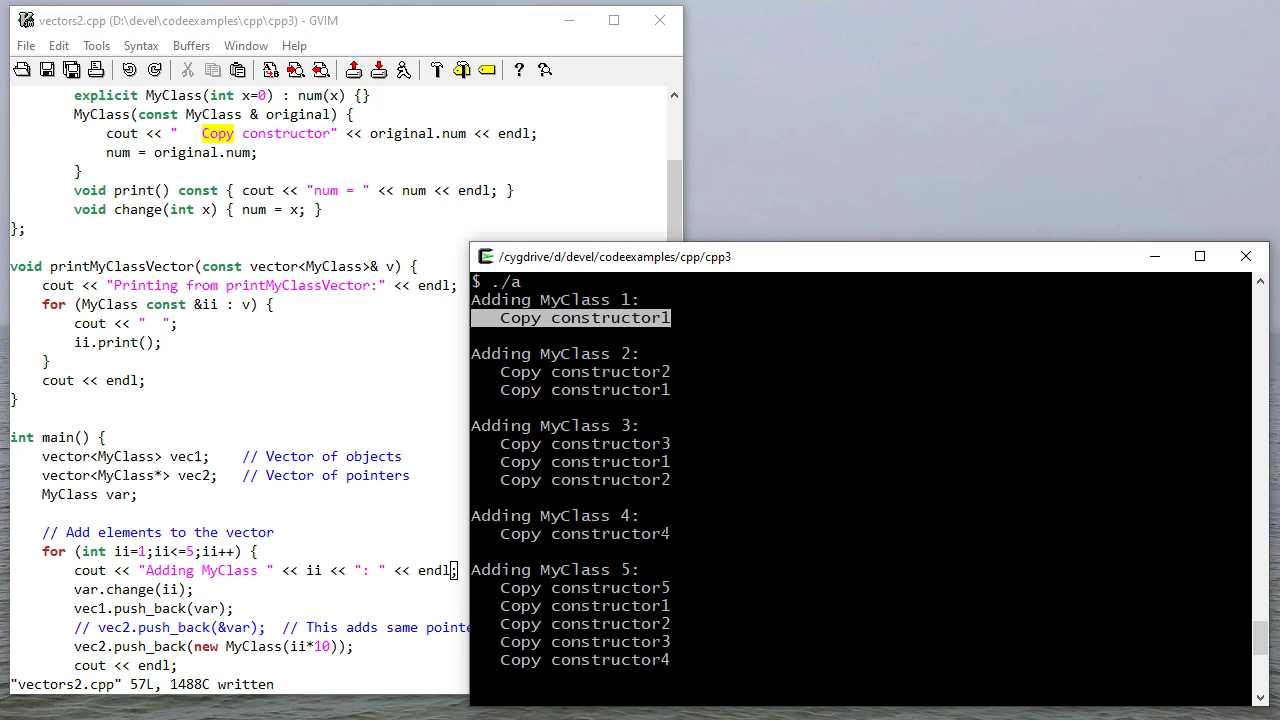 vectors2.cpp (D:\devel\codeexamples\cpp\cpp3) - GVIM
File Edit Tools Syntax Buffers Window Help
explicit MyClass(int x=0) : num(x) {}
MyClass(const MyClass & original) {
cout << "   Copy constructor" << original.num << endl;
num = original.num;
}
void print() const { cout << "num = " << num << endl; }
void change(int x) { num = x; }
};
void printMyClassVector(const vector<MyClass>& v) {
cout << "Printing from printMyClassVector:" << endl;
for (MyClass const &ii : v) {
cout << "  ";
ii.print();
}
cout << endl;
}
int main() {
vector<MyClass> vec1;    // Vector of objects
vector<MyClass*> vec2;   // Vector of pointers
MyClass var;
// Add elements to the vector
for (int ii=1;ii<=5;ii++) {
cout << "Adding MyClass " << ii << ": " << endl;
var.change(ii);
vec1.push_back(var);
// vec2.push_back(&var);  // This adds same pointe
vec2.push_back(new MyClass(ii*10));
cout << endl;
"vectors2.cpp" 57L, 1488C written
/cygdrive/d/devel/codeexamples/cpp/cpp3
$ ./a
Adding MyClass 1:
Copy constructor1
Adding MyClass 2:
Copy constructor2
Copy constructor1
Adding MyClass 3:
Copy constructor3
Copy constructor1
Copy constructor2
Adding MyClass 4:
Copy constructor4
Adding MyClass 5:
Copy constructor5
Copy constructor1
Copy constructor2
Copy constructor3
Copy constructor4